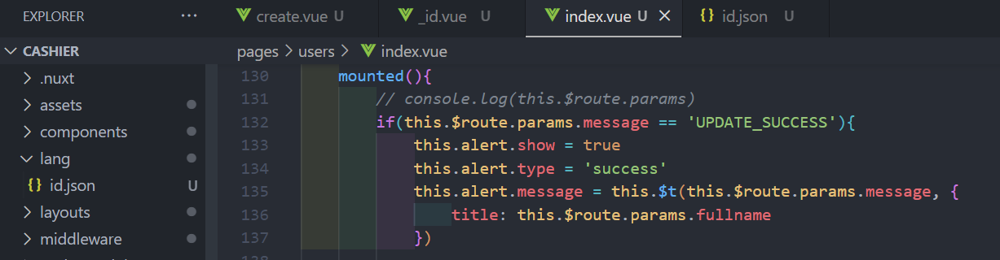 EXPLORER ···
create.vue U
_id.vue U
index.vue U
id.json U
CASHIER
pages > users > index.vue
.nuxt
assets
components
lang
id.json U
layouts
middleware
130 mounted(){
131 // console.log(this.$route.params)
132 if(this.$route.params.message == 'UPDATE_SUCCESS'){
133 this.alert.show = true
134 this.alert.type = 'success'
135 this.alert.message = this.$t(this.$route.params.message, {
136 title: this.$route.params.fullname
137 })
138